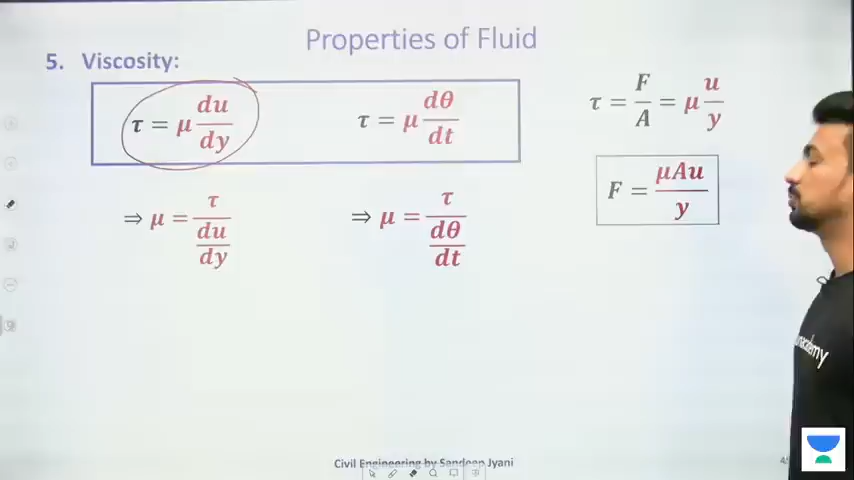 Properties of Fluid
5. Viscosity:
τ = μ du/dy
τ = μ dθ/dt
τ = F/A = μ u/y
F = μAu/y
⇒ μ = τ/(du/dy)
⇒ μ = τ/(dθ/dt)
unacademy
Civil Engineering by Sandeep Jyani